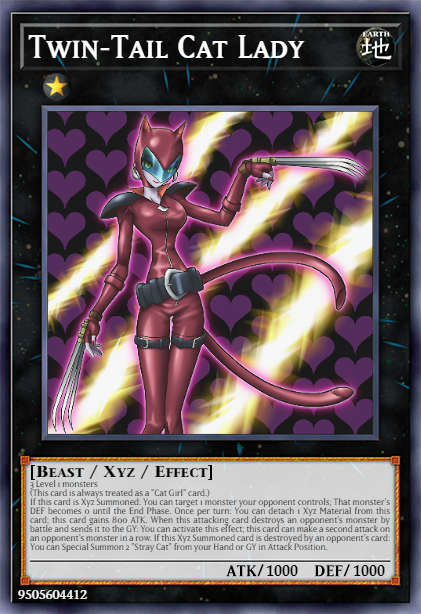 Twin-Tail Cat Lady
EARTH
地
[Beast / Xyz / Effect]
3 Level 1 monsters
(This card is always treated as a "Cat Girl" card.)
If this card is Xyz Summoned: You can target 1 monster your opponent controls; That monster's
DEF becomes 0 until the End Phase. Once per turn: You can detach 1 Xyz Material from this
card; this card gains 800 ATK. When this attacking card destroys an opponent's monster by
battle and sends it to the GY: You can activate this effect; this card can make a second attack on
an opponent's monster in a row. If this Xyz Summoned card is destroyed by an opponent's card:
You can Special Summon 2 "Stray Cat" from your Hand or GY in Attack Position.
ATK/1000 DEF/1000
9505604412